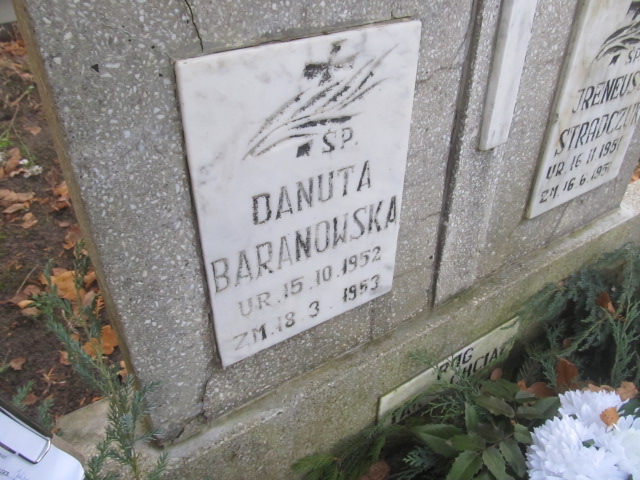 ŚP.
DANUTA
BARANOWSKA
UR. 15. 10. 1952
ZM. 18. 3. 1953
ŚP.
IRENEUSZ
UR. 16 11 1951
ZM 16. 6. 1951
BÓG